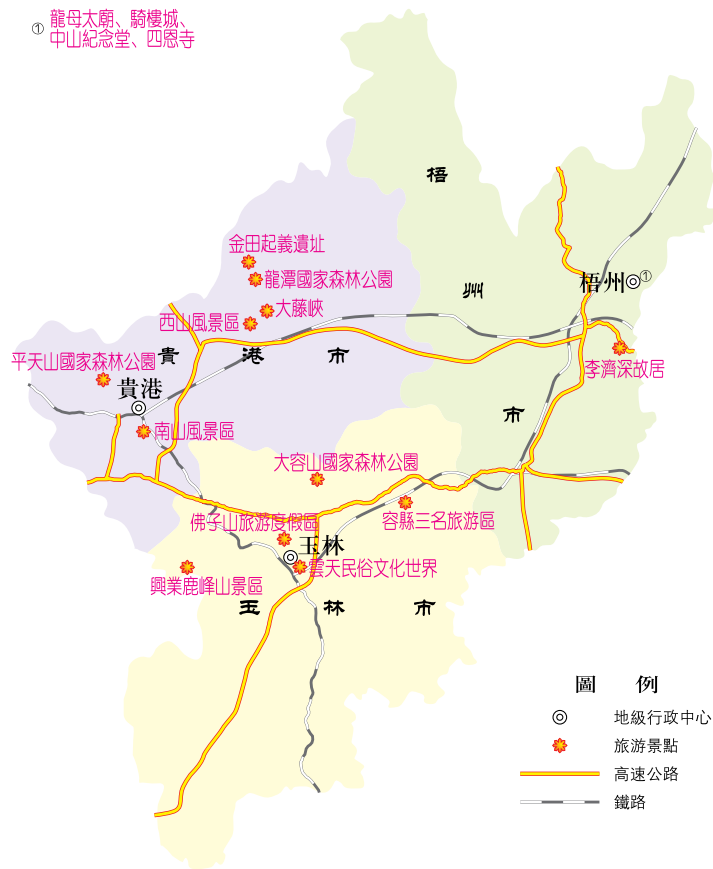 ① 龍母太廟、騎樓城、
中山紀念堂、四恩寺
梧
金田起義遺址
龍潭國家森林公園
梧州①
州
大藤峽
西山風景區
貴 港 市
平天山國家森林公園
李濟深故居
貴港
市
南山風景區
大容山國家森林公園
佛子山旅游度假區
容縣三名旅游區
玉林
雲天民俗文化世界
興業鹿峰山景區
玉 林 市
圖 例
地級行政中心
旅游景點
高速公路
鐵路